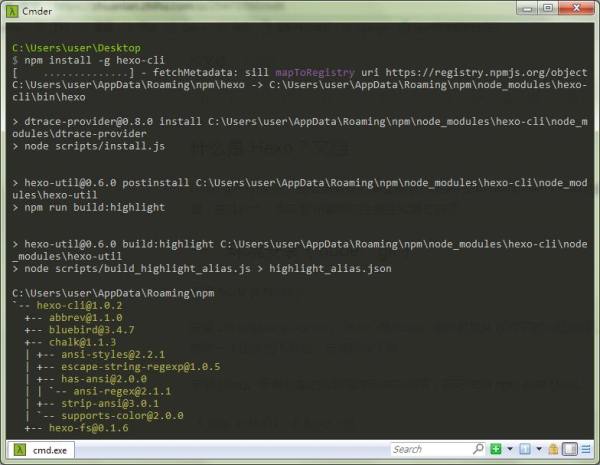 Cmder
C:\Users\user\Desktop
$ npm install -g hexo-cli
[    ..............] - fetchMetadata: sill mapToRegistry uri https://registry.npmjs.org/object
C:\Users\user\AppData\Roaming\npm\hexo -> C:\Users\user\AppData\Roaming\npm\node_modules\hexo-
cli\bin\hexo
> dtrace-provider@0.8.0 install C:\Users\user\AppData\Roaming\npm\node_modules\hexo-cli\node_m
odules\dtrace-provider
> node scripts/install.js
> hexo-util@0.6.0 postinstall C:\Users\user\AppData\Roaming\npm\node_modules\hexo-cli\node_mod
ules\hexo-util
> npm run build:highlight
> hexo-util@0.6.0 build:highlight C:\Users\user\AppData\Roaming\npm\node_modules\hexo-cli\node
_modules\hexo-util
> node scripts/build_highlight_alias.js > highlight_alias.json
C:\Users\user\AppData\Roaming\npm
`-- hexo-cli@1.0.2
+-- abbrev@1.1.0
+-- bluebird@3.4.7
+-- chalk@1.1.3
| +-- ansi-styles@2.2.1
| +-- escape-string-regexp@1.0.5
| +-- has-ansi@2.0.0
| | `-- ansi-regex@2.1.1
| +-- strip-ansi@3.0.1
| `-- supports-color@2.0.0
+-- hexo-fs@0.1.6
cmd.exe
Search